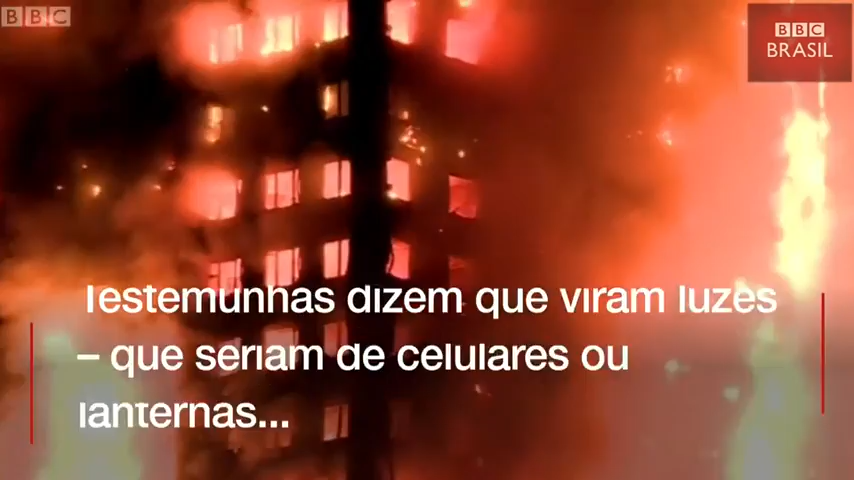 BBC
BBC
BRASIL
Testemunhas dizem que viram luzes
– que seriam de celulares ou
lanternas...